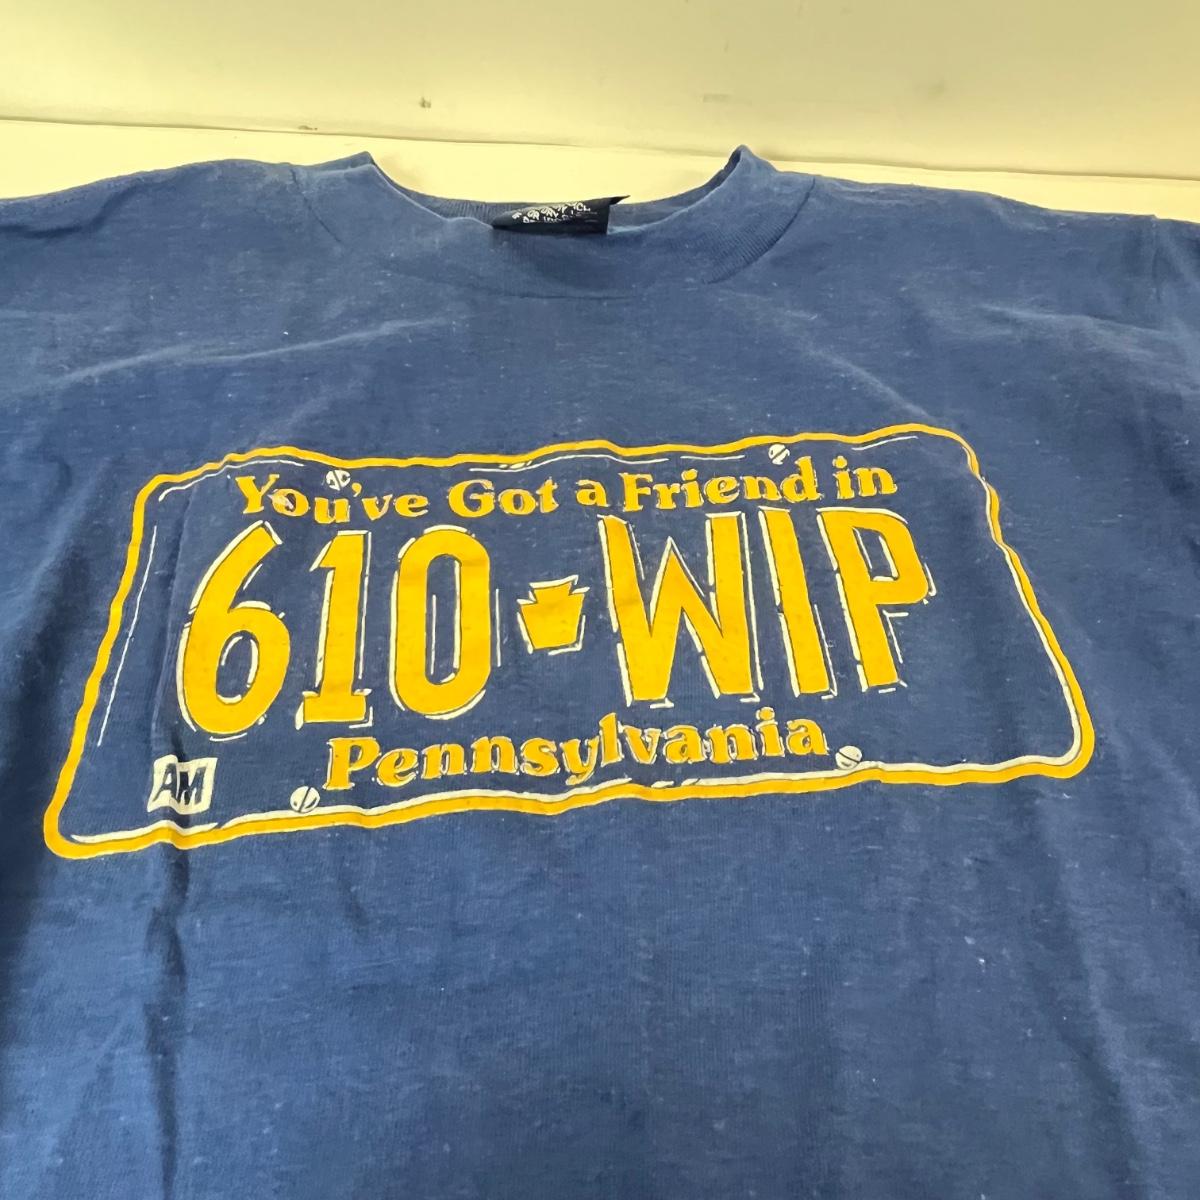 You've Got a Friend in
610 WIP
Pennsylvania
AM